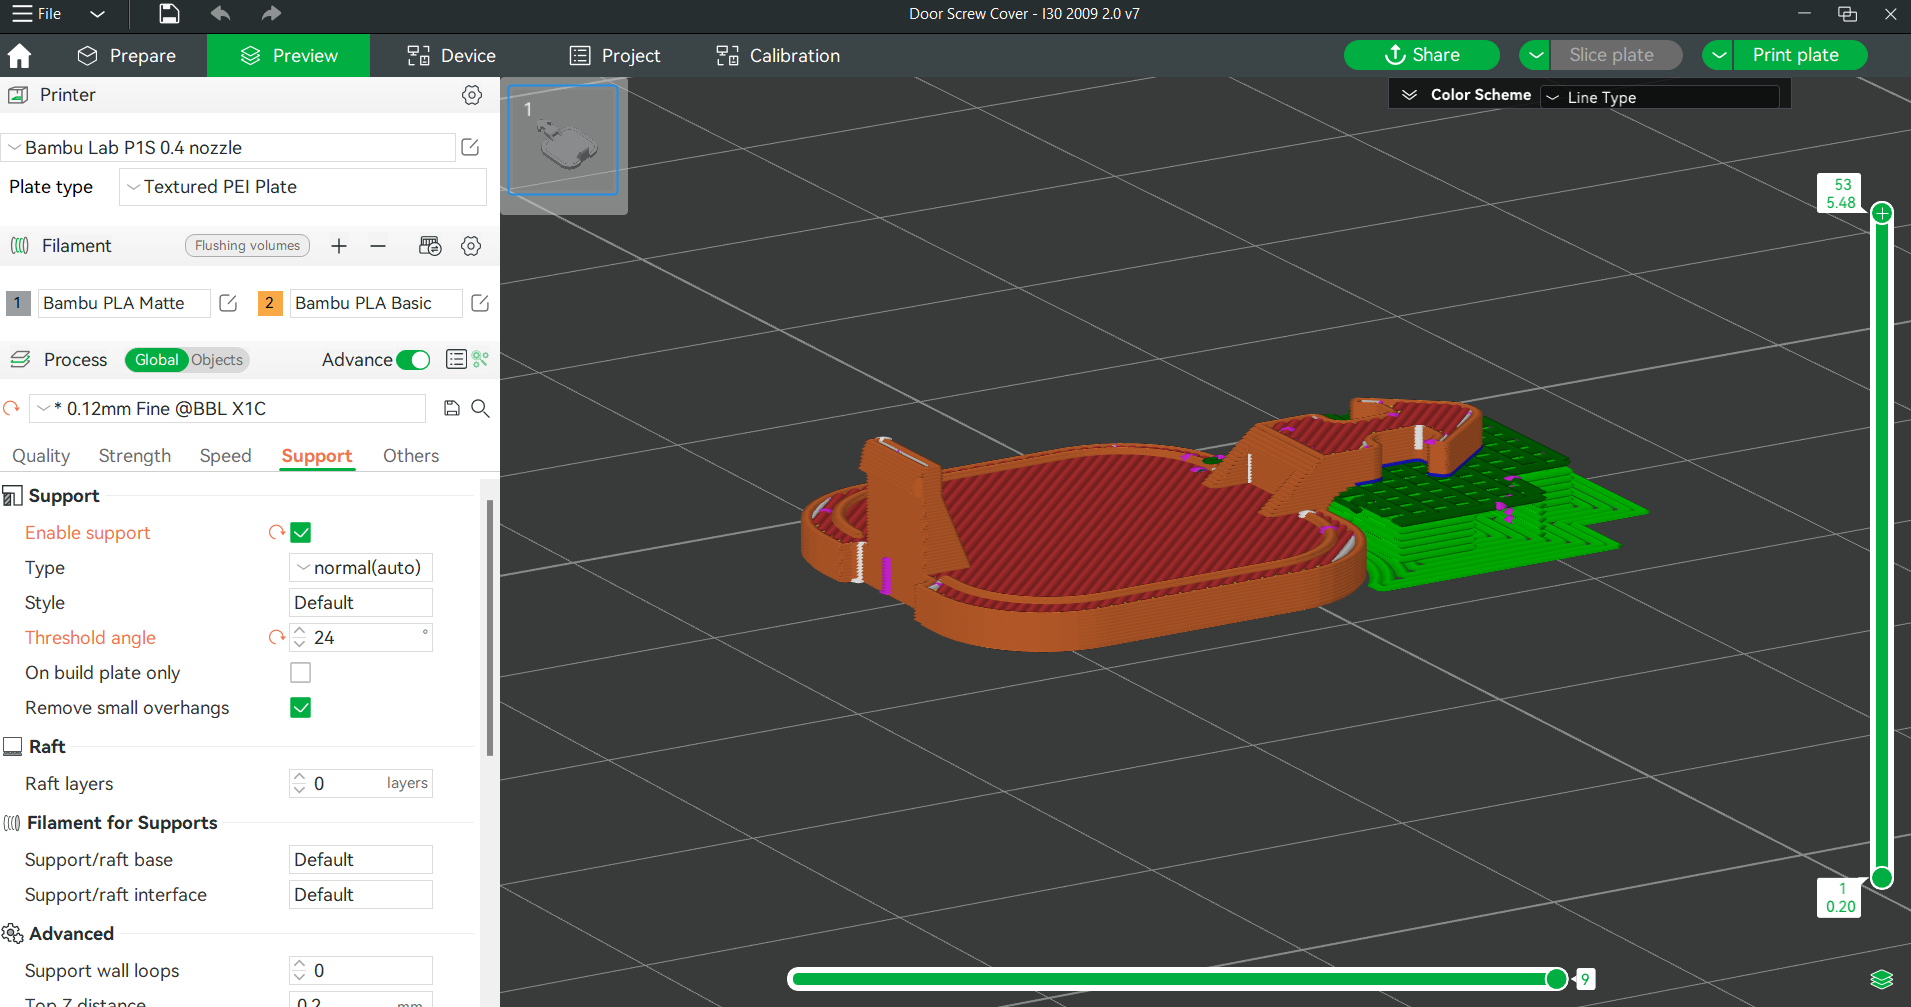 File
Door Screw Cover - I30 2009 2.0 v7
Prepare
Preview
Device
Project
Calibration
Share
Slice plate
Print plate
Printer
Bambu Lab P1S 0.4 nozzle
Plate type
Textured PEI Plate
Filament
Flushing volumes
1
Bambu PLA Matte
2
Bambu PLA Basic
Process
Global
Objects
Advance
* 0.12mm Fine @BBL X1C
Quality
Strength
Speed
Support
Others
Support
Enable support
Type
normal(auto)
Style
Default
Threshold angle
24
°
On build plate only
Remove small overhangs
Raft
Raft layers
0
layers
Filament for Supports
Support/raft base
Default
Support/raft interface
Default
Advanced
Support wall loops
0
Top Z distance
0.2
mm
1
Color Scheme
Line Type
53
5.48
1
0.20
9